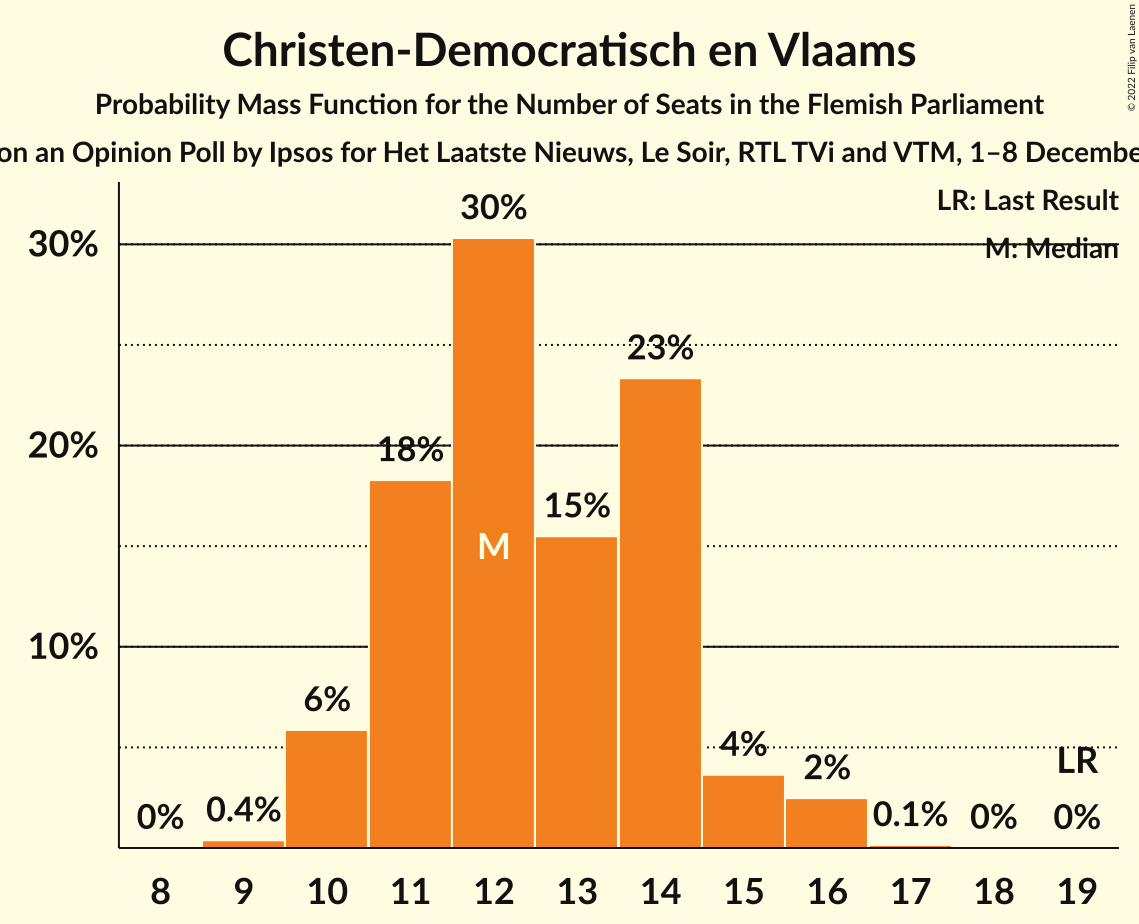 Christen-Democratisch en Vlaams
Probability Mass Function for the Number of Seats in the Flemish Parliament
on an Opinion Poll by Ipsos for Het Laatste Nieuws, Le Soir, RTL TVi and VTM, 1–8 Decembe
© 2022 Filip van Laenen
LR: Last Result
M: Median
30%
20%
10%
0%
0.4%
6%
18%
30%
M
15%
23%
4%
2%
0.1%
0%
LR
0%
8 9 10 11 12 13 14 15 16 17 18 19